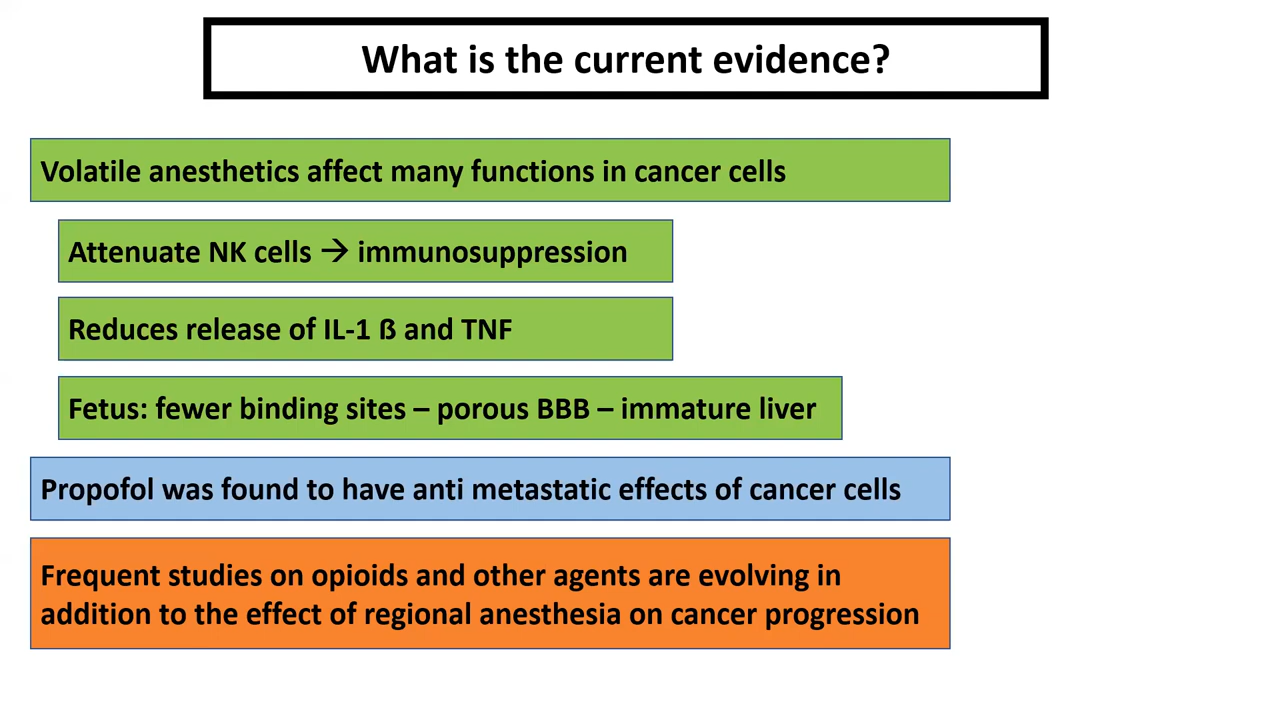 What is the current evidence?
Volatile anesthetics affect many functions in cancer cells
Attenuate NK cells → immunosuppression
Reduces release of IL-1 ß and TNF
Fetus: fewer binding sites – porous BBB – immature liver
Propofol was found to have anti metastatic effects of cancer cells
Frequent studies on opioids and other agents are evolving in
addition to the effect of regional anesthesia on cancer progression